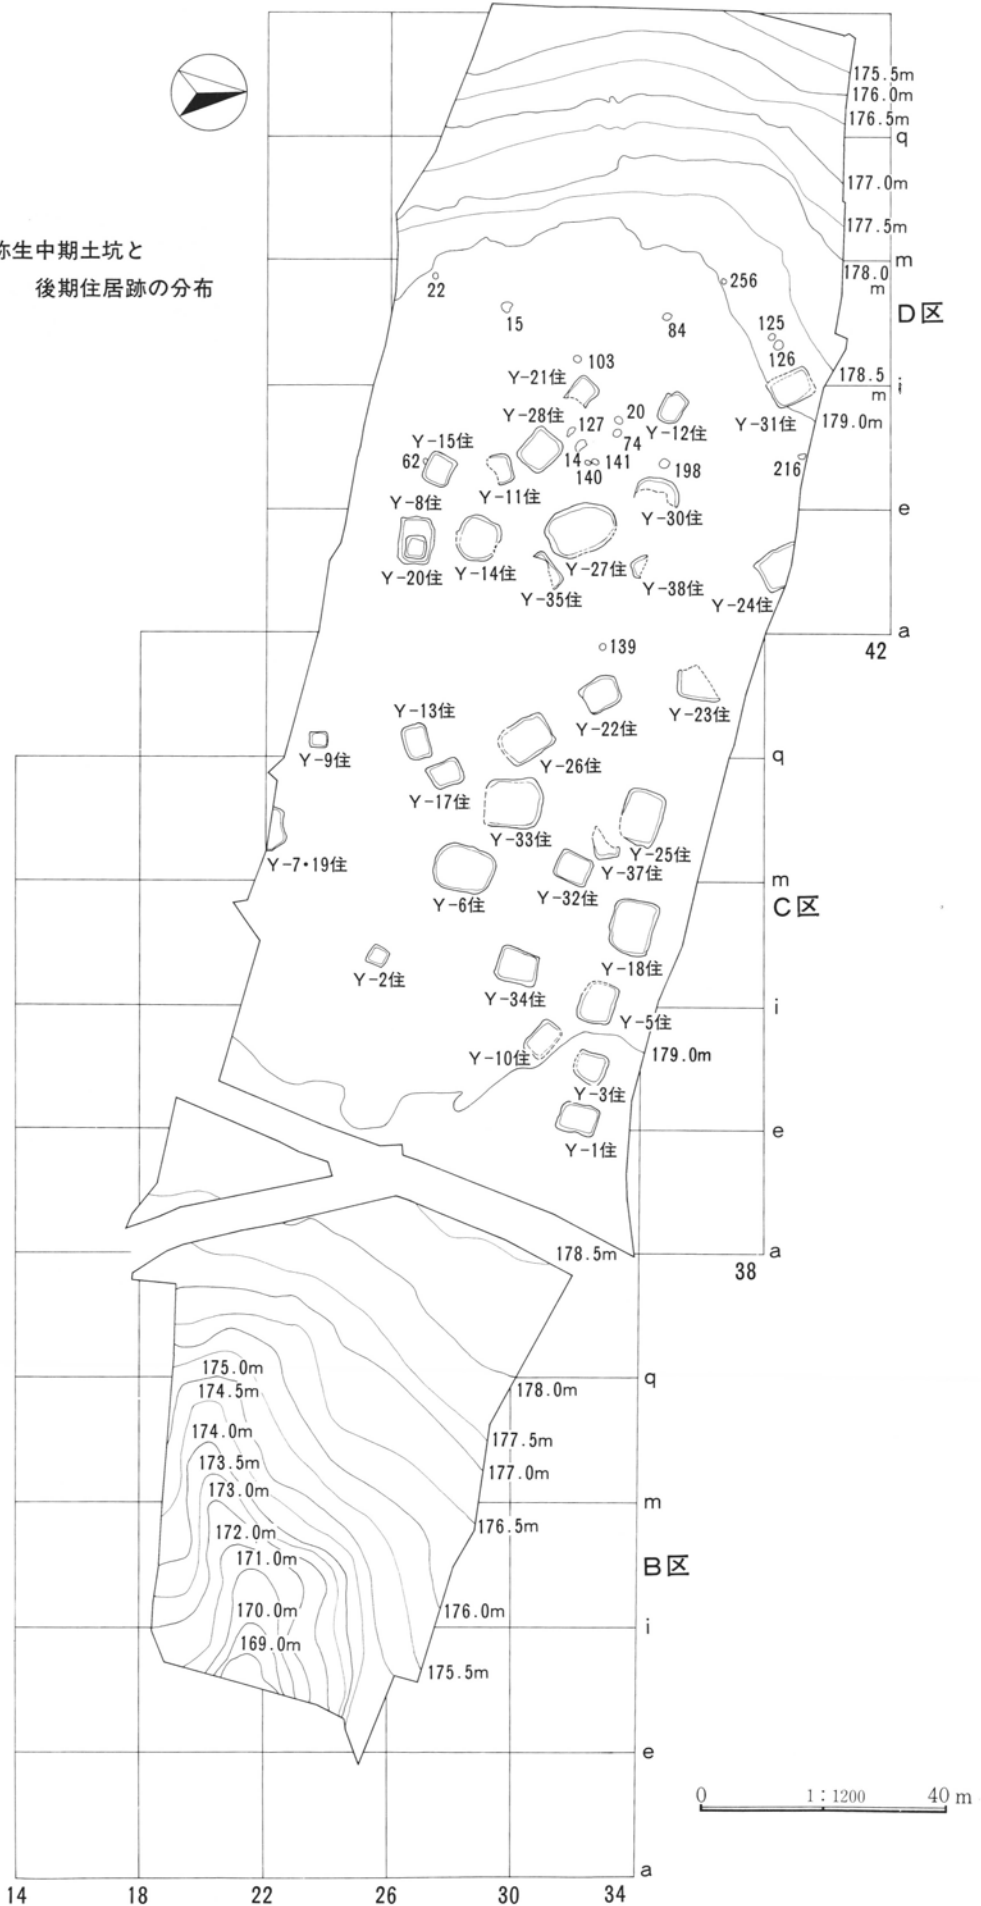 弥生中期土坑と
後期住居跡の分布
175.5m
176.0m
176.5m
q
177.0m
177.5m
m
178.0
m
D区
22
256
15
84
125
126
103
Y-21住
178.5
m
i
Y-31住
179.0m
Y-28住
127
20
74
Y-12住
Y-15住
62
14
141
140
198
216
Y-8住
Y-11住
Y-30住
e
Y-20住
Y-14住
Y-27住
Y-35住
Y-38住
Y-24住
a
42
139
Y-23住
Y-22住
Y-13住
Y-9住
Y-26住
q
Y-17住
Y-33住
Y-25住
Y-7・19住
Y-37住
Y-32住
m
Y-6住
C区
Y-18住
Y-2住
Y-34住
i
Y-5住
Y-10住
179.0m
Y-3住
e
Y-1住
178.5m
a
38
175.0m
q
174.5m
178.0m
174.0m
177.5m
173.5m
177.0m
173.0m
m
176.5m
172.0m
171.0m
B区
170.0m
176.0m
i
169.0m
175.5m
e
0 1:1200 40m
a
14 18 22 26 30 34